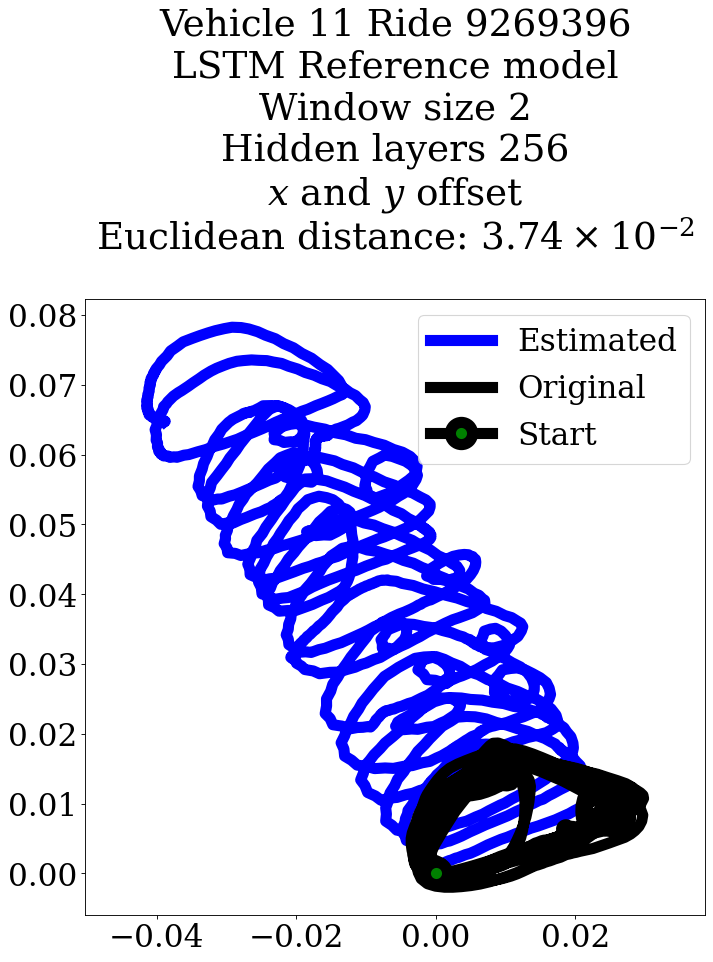 Vehicle 11 Ride 9269396
LSTM Reference model
Window size 2
Hidden layers 256
x and y offset
Euclidean distance: 3.74 × 10⁻²
0.08
0.07
0.06
0.05
0.04
0.03
0.02
0.01
0.00
Estimated
Original
Start
−0.04 −0.02 0.00 0.02